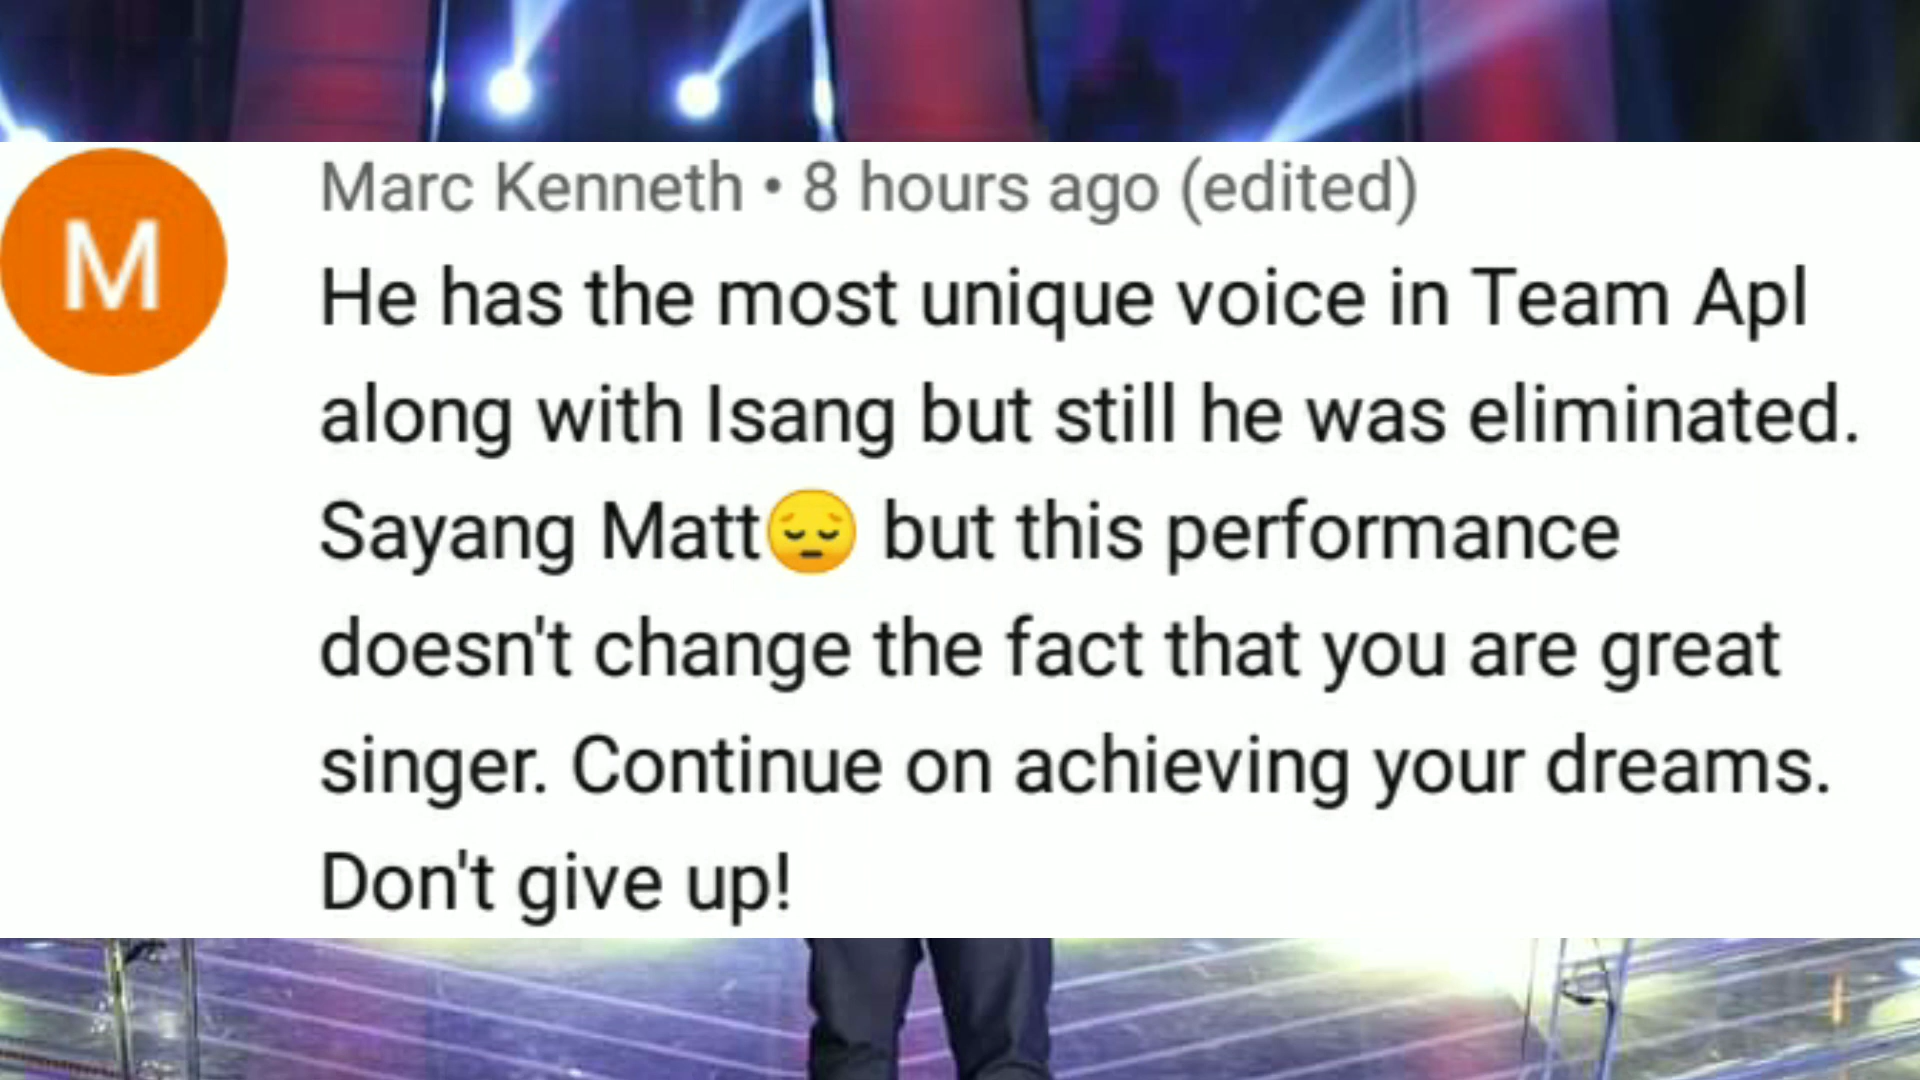 M
Marc Kenneth • 8 hours ago (edited)
He has the most unique voice in Team Apl
along with Isang but still he was eliminated.
Sayang Matt😔 but this performance
doesn't change the fact that you are great
singer. Continue on achieving your dreams.
Don't give up!